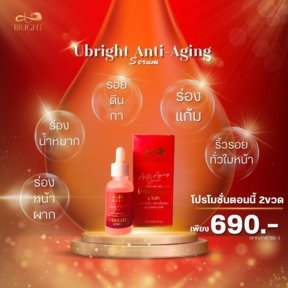 BRIGHT
Ubright Anti-Aging
Serum
รอย
ตีน
กา
ร่อง
แก้ม
ร่อง
น้ำหมาก
ริ้วรอย
ทั่วใบหน้า
ร่อง
หน้า
ผาก
Anti Aging
BRIGHT
โปรโมชั่นตอนนี้ 2ขวด
เพียง 690.-